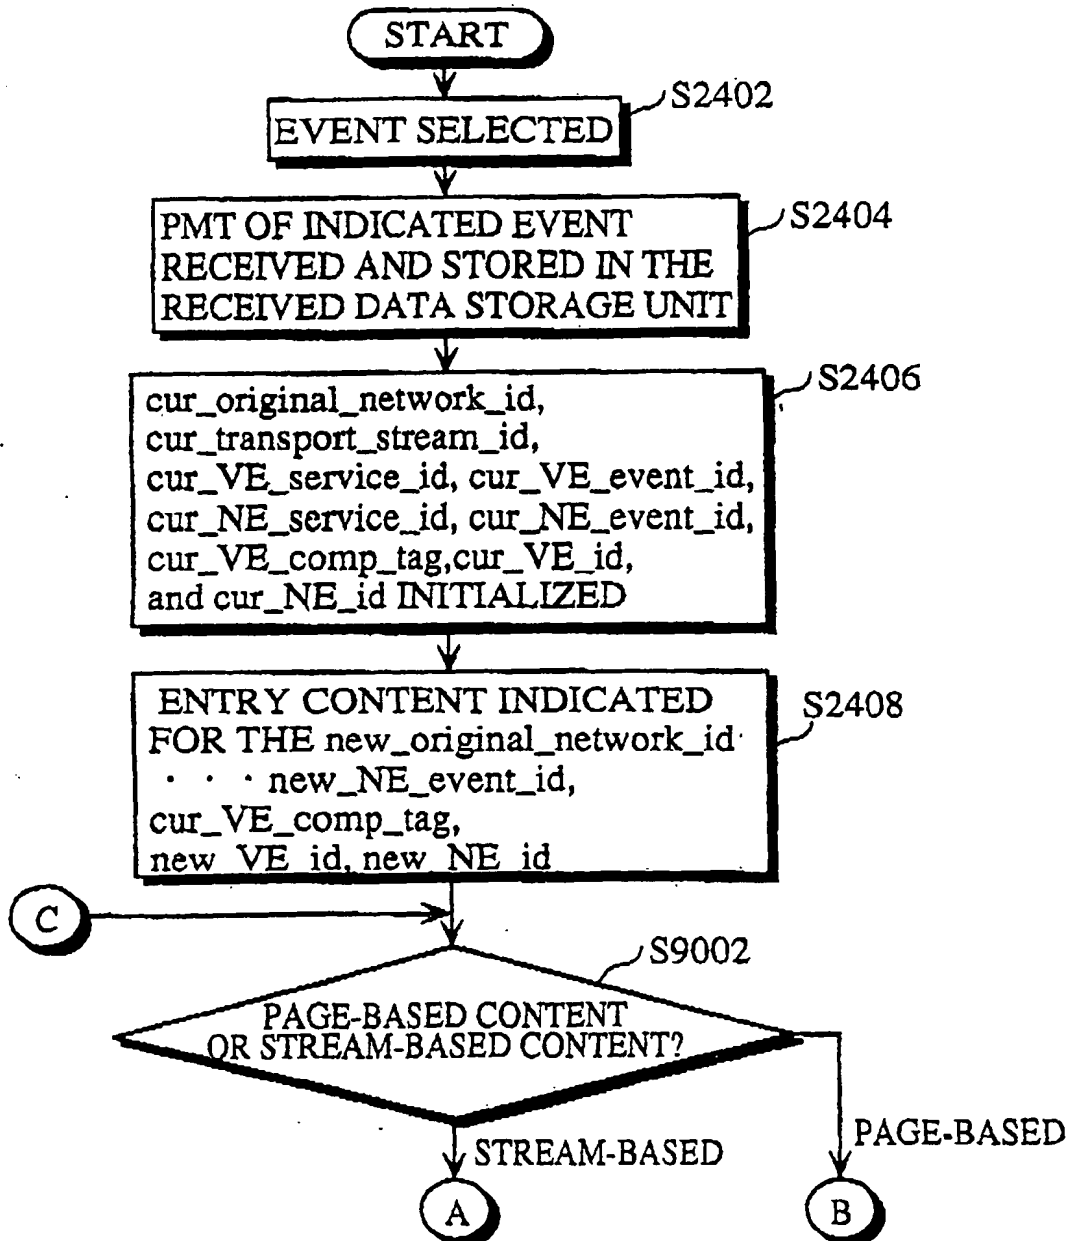 START
S2402
EVENT SELECTED
S2404
PMT OF INDICATED EVENT
RECEIVED AND STORED IN THE
RECEIVED DATA STORAGE UNIT
S2406
cur_original_network_id,
cur_transport_stream_id,
cur_VE_service_id, cur_VE_event_id,
cur_NE_service_id, cur_NE_event_id,
cur_VE_comp_tag,cur_VE_id,
and cur_NE_id INITIALIZED
S2408
ENTRY CONTENT INDICATED
FOR THE new_original_network_id
· · · new_NE_event_id,
cur_VE_comp_tag,
new_VE_id, new_NE_id
C
S9002
PAGE-BASED CONTENT
OR STREAM-BASED CONTENT?
STREAM-BASED
PAGE-BASED
A
B